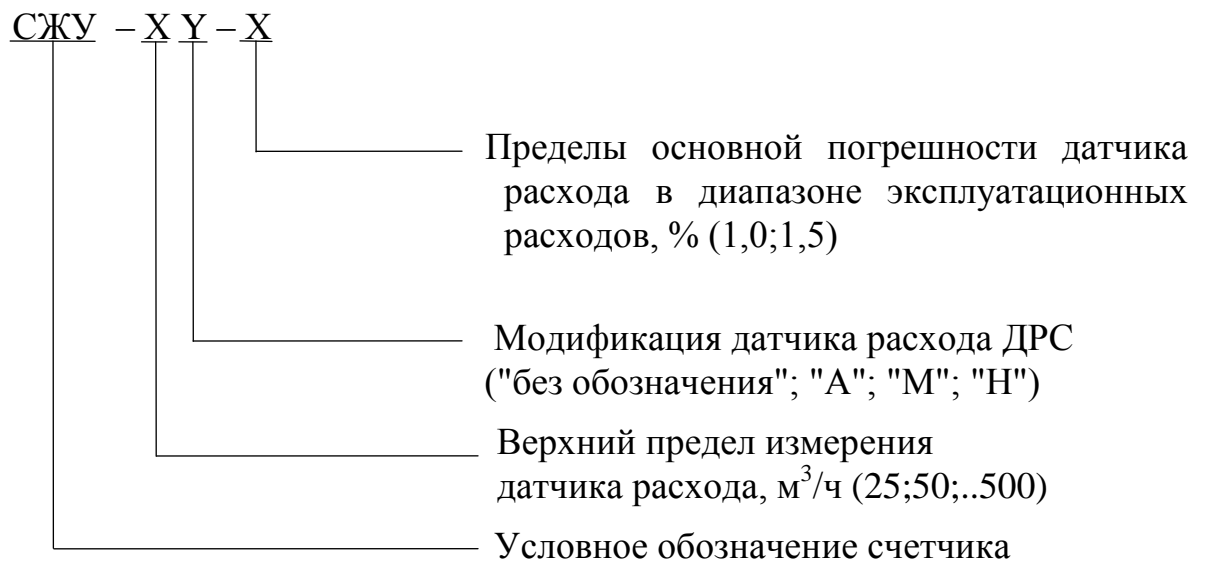 СЖУ – X Y – X
Пределы основной погрешности датчика
расхода в диапазоне эксплуатационных
расходов, % (1,0;1,5)
Модификация датчика расхода ДРС
("без обозначения"; "А"; "М"; "Н")
Верхний предел измерения
датчика расхода, м³/ч (25;50;..500)
Условное обозначение счетчика